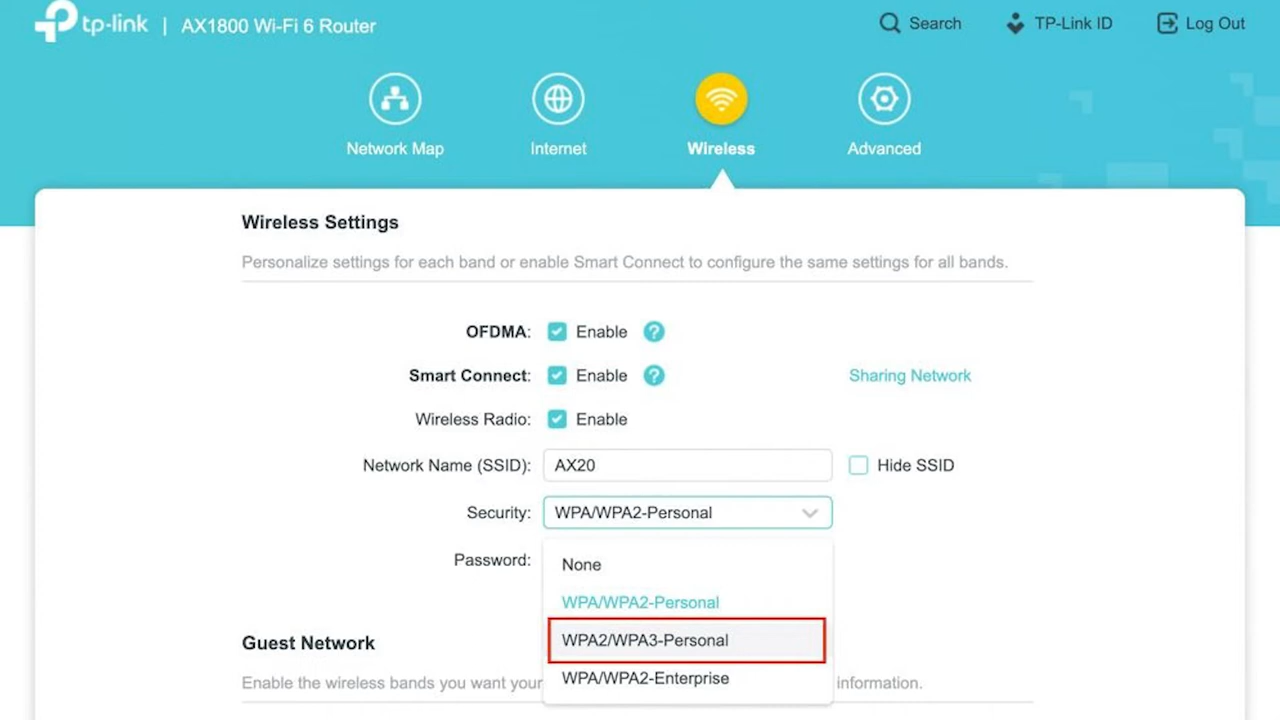 tp-link | AX1800 Wi-Fi 6 Router Search TP-Link ID Log Out
Network Map Internet Wireless Advanced
Wireless Settings
Personalize settings for each band or enable Smart Connect to configure the same settings for all bands.
OFDMA: Enable ?
Smart Connect: Enable ? Sharing Network
Wireless Radio: Enable
Network Name (SSID): AX20 Hide SSID
Security: WPA/WPA2-Personal
Password:
None
WPA/WPA2-Personal
WPA2/WPA3-Personal
WPA/WPA2-Enterprise
Guest Network
Enable the wireless bands you want your information.